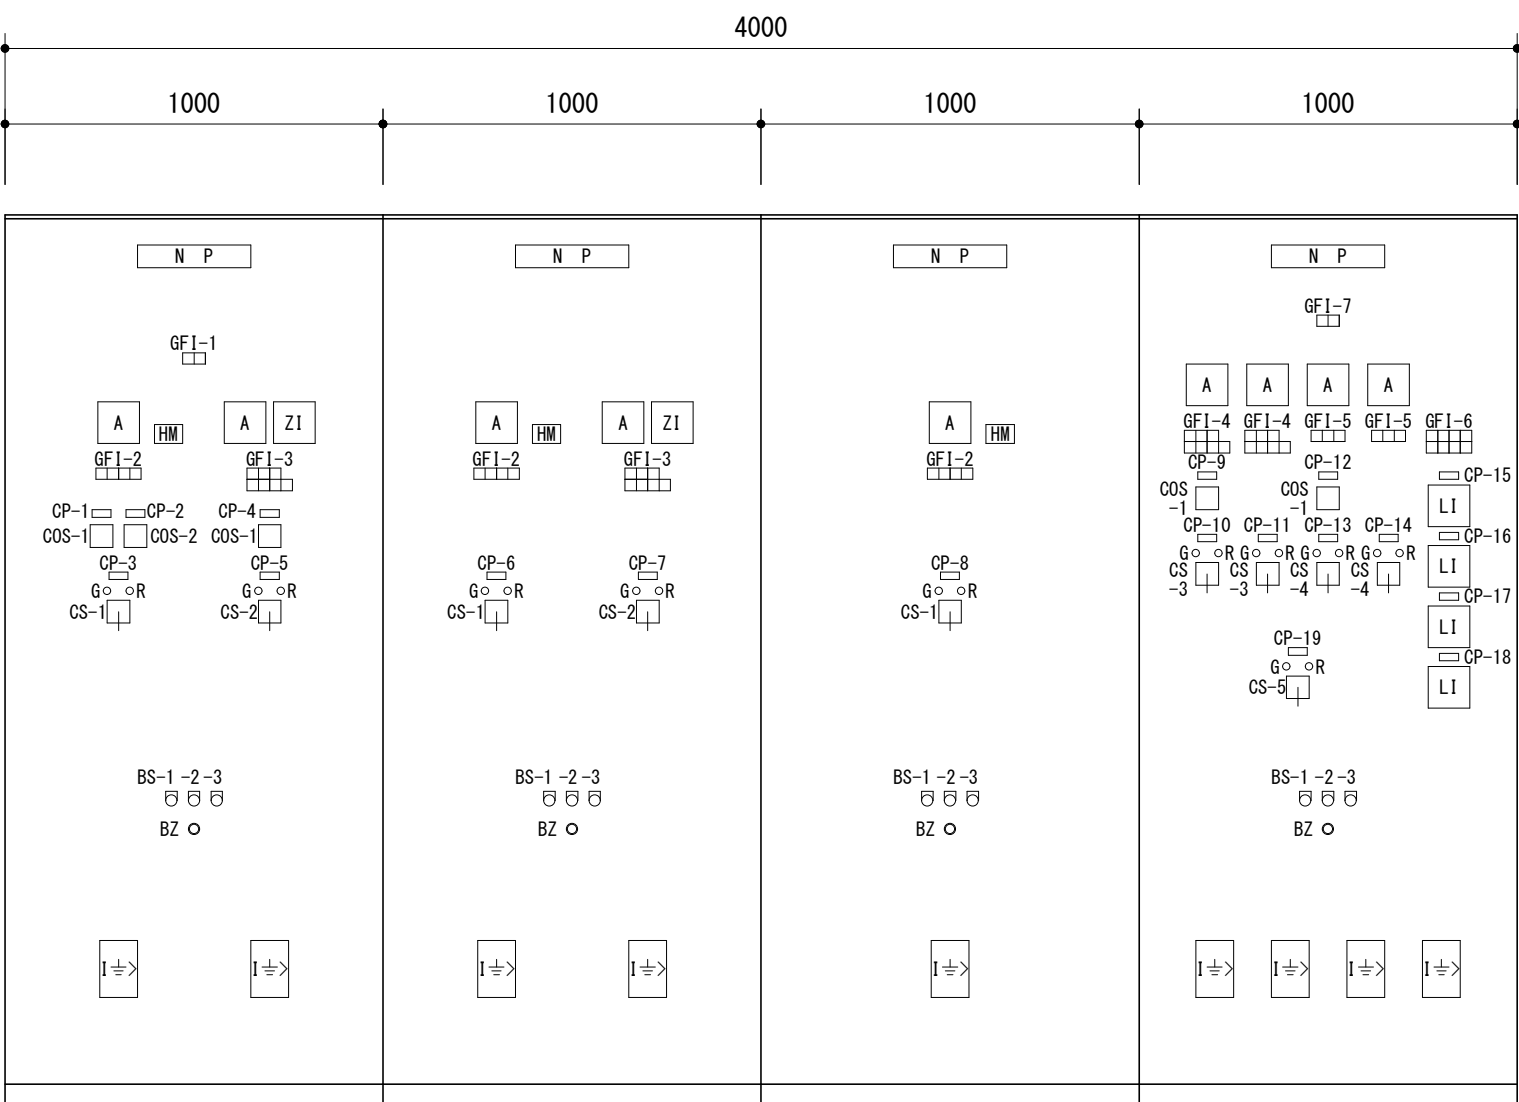 4000
1000 1000 1000 1000
N P N P N P N P
GFI-7
GFI-1
A A A A
A HM A ZI A HM A ZI A HM
GFI-4 GFI-4 GFI-5 GFI-5 GFI-6
GFI-2 GFI-3 GFI-2 GFI-3 GFI-2
CP-9 CP-12
CP-15
COS -1 COS -1
LI
CP-1 CP-2 CP-4
CP-10 CP-11 CP-13 CP-14
COS-1 COS-2 COS-1
CP-16
G R G R G R G R
CP-3 CP-5 CP-6 CP-7 CP-8
CS -3 CS -3 CS -4 CS -4
LI
G R G R G R G R G R
CP-17
CS-1 CS-2 CS-1 CS-2 CS-1
LI
CP-19
CP-18
G R
CS-5
LI
BS-1 -2 -3 BS-1 -2 -3 BS-1 -2 -3 BS-1 -2 -3
BZ BZ BZ BZ
I I I I I I I I I